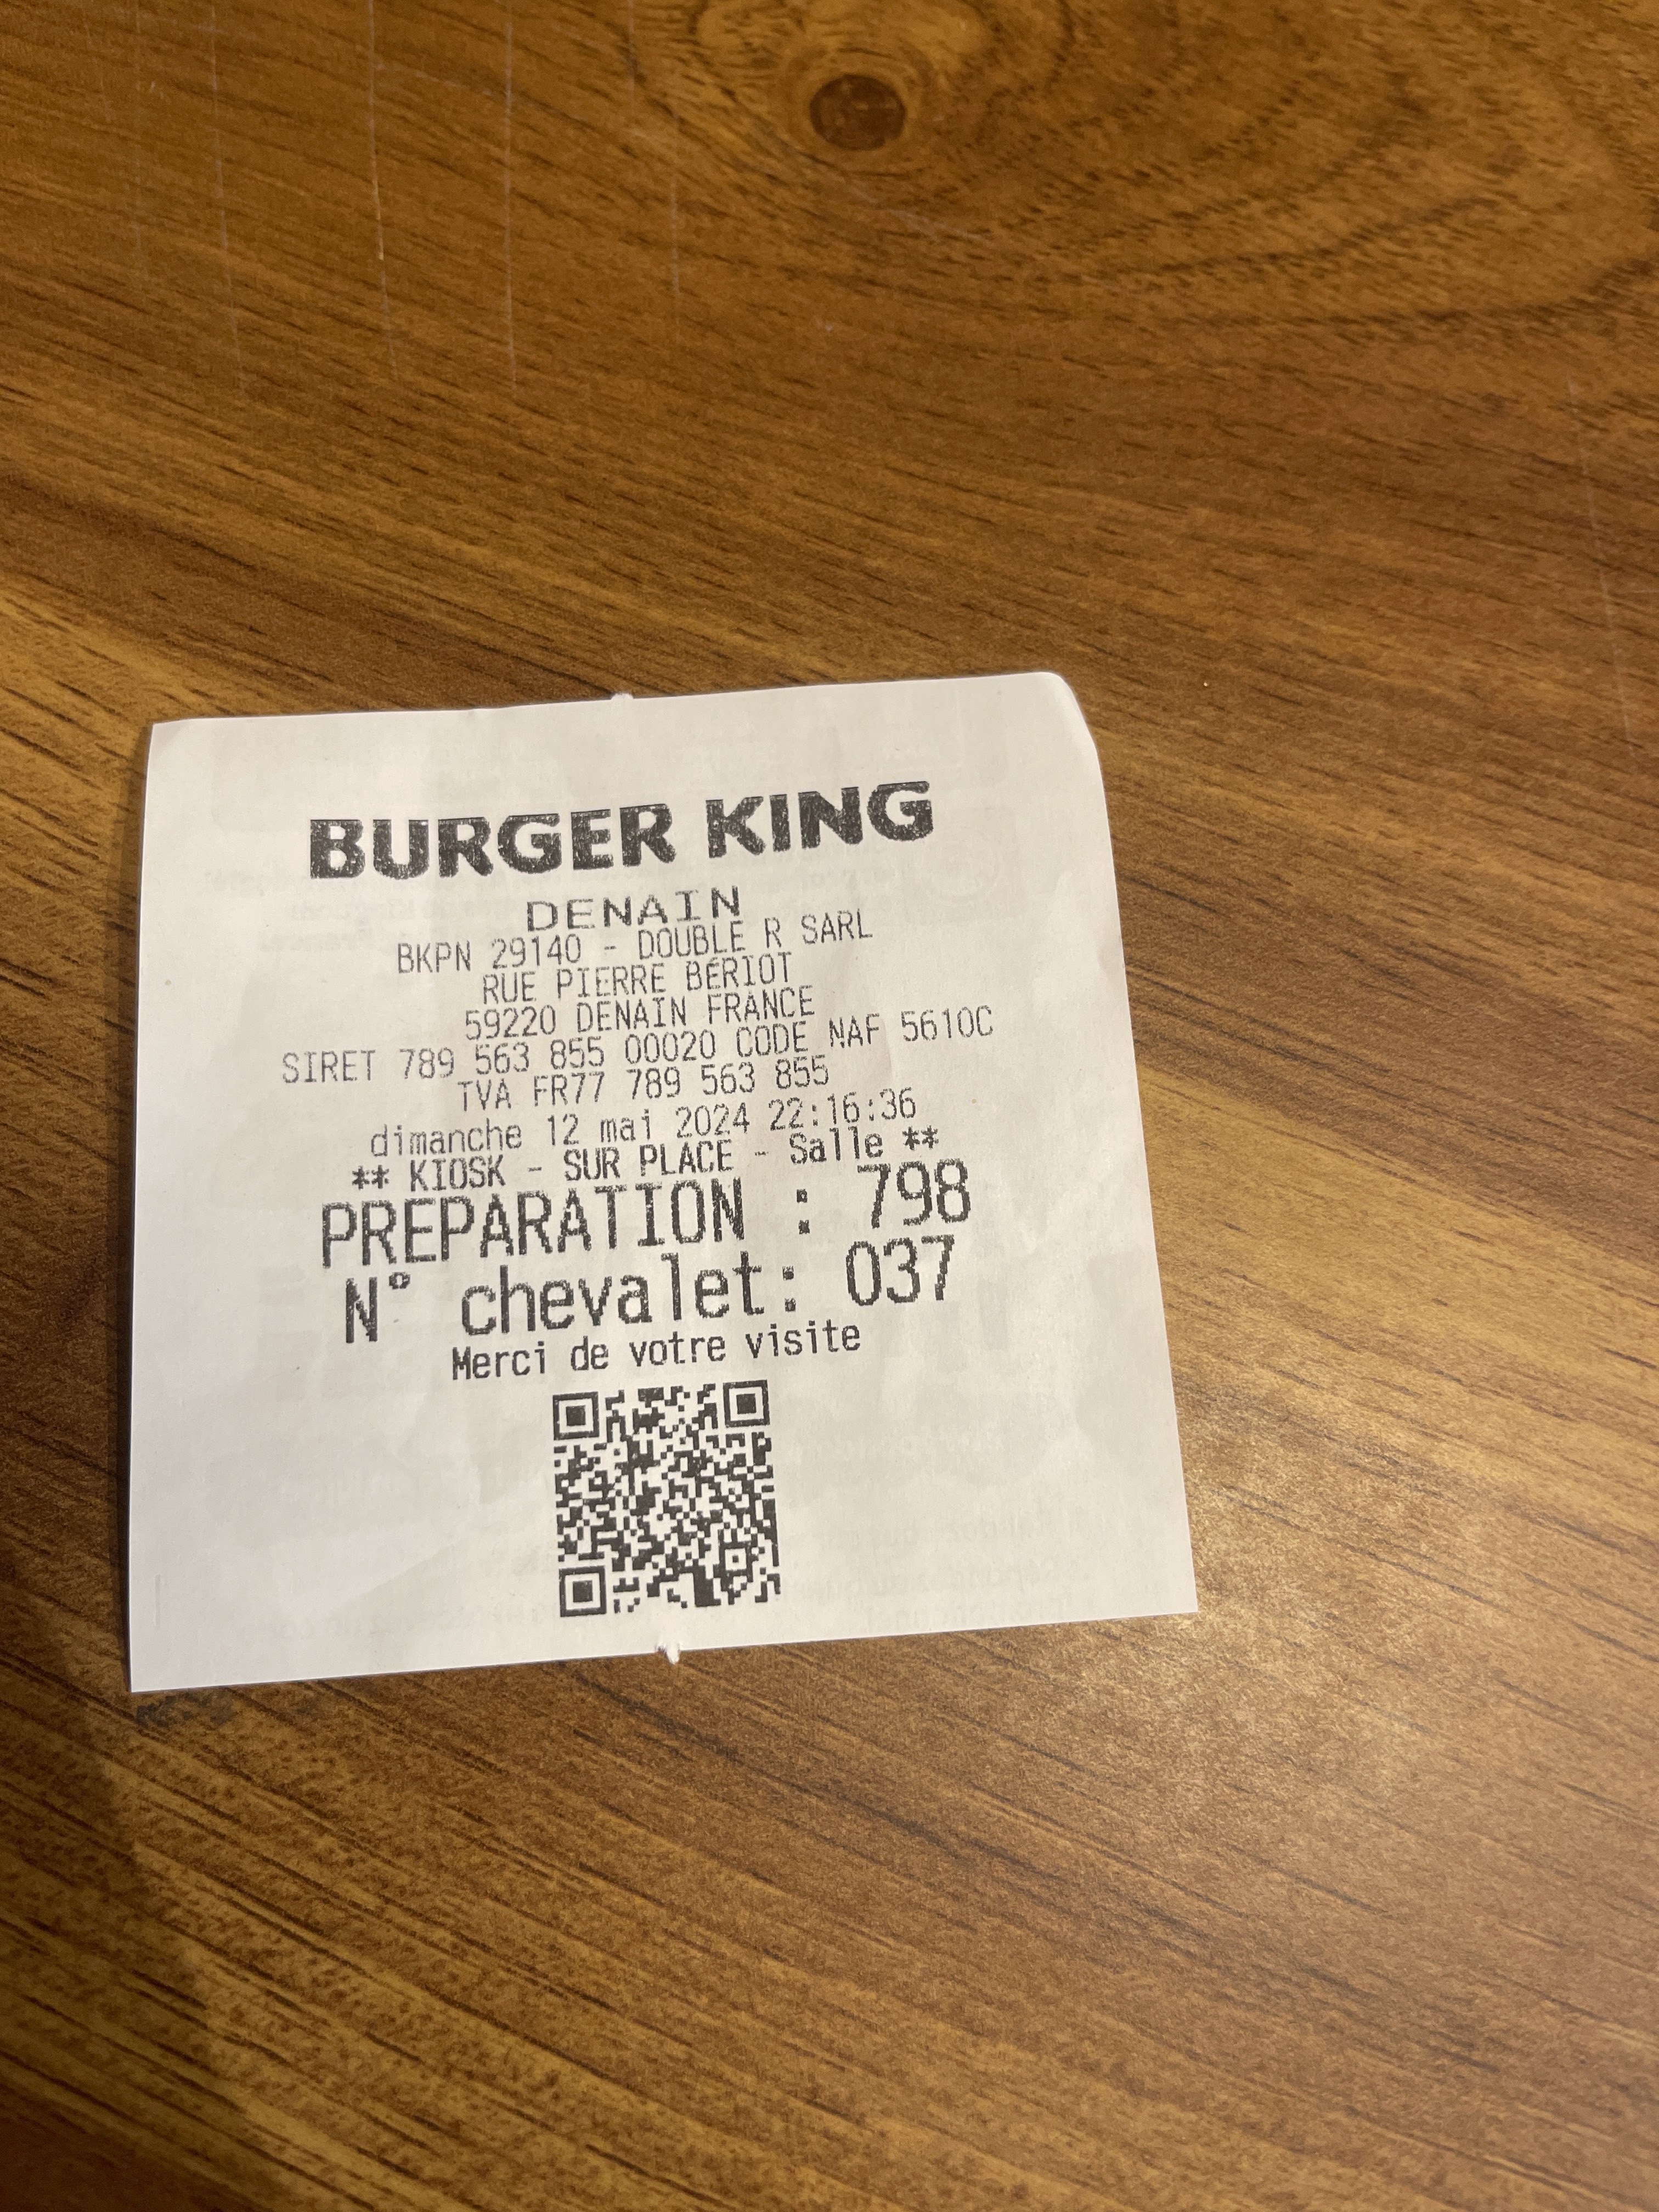 BURGER KING
DENAIN
BKPN 29140 - DOUBLE R SARL
RUE PIERRE BERIOT
59220 DENAIN FRANCE
SIRET 789 563 855 00020 CODE NAF 5610C
TVA FR77 789 563 855
dimanche 12 mai 2024 22:16:36
** KIOSK - SUR PLACE - Salle **
PREPARATION : 798
N° chevalet: 037
Merci de votre visite